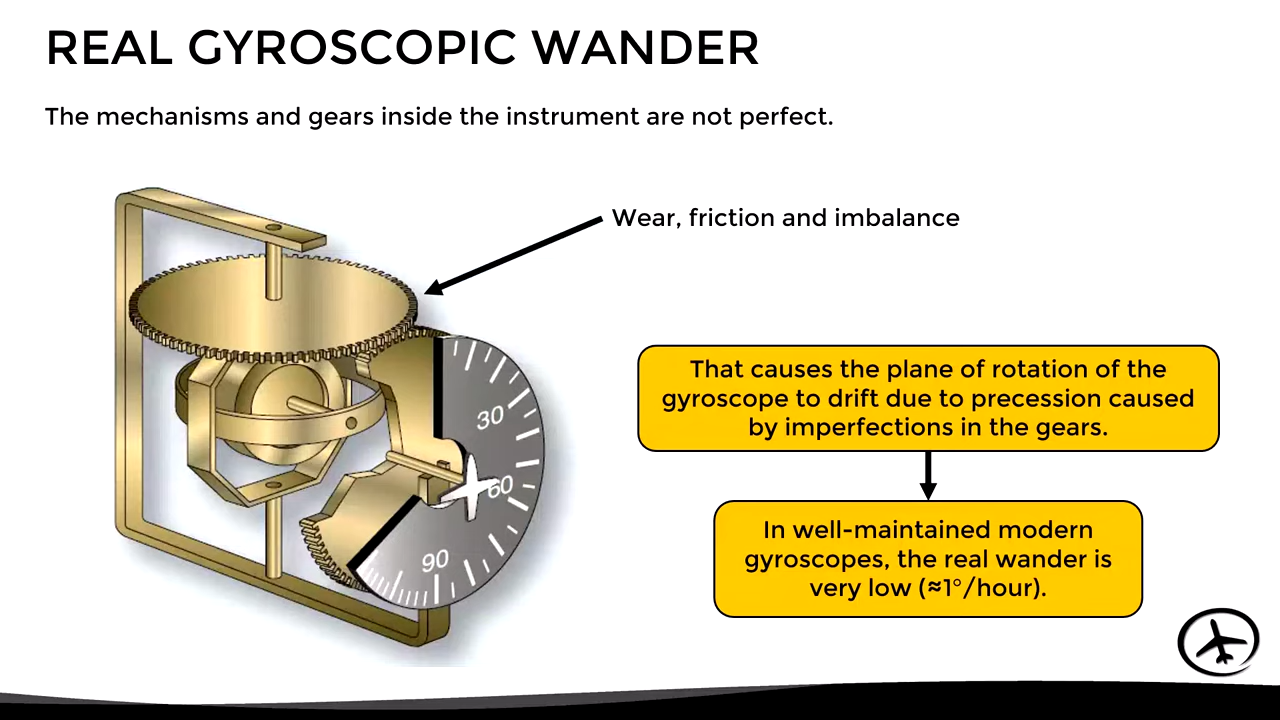 REAL GYROSCOPIC WANDER
The mechanisms and gears inside the instrument are not perfect.
Wear, friction and imbalance
30
60
90
That causes the plane of rotation of the
gyroscope to drift due to precession caused
by imperfections in the gears.
In well-maintained modern
gyroscopes, the real wander is
very low (≈1°/hour).